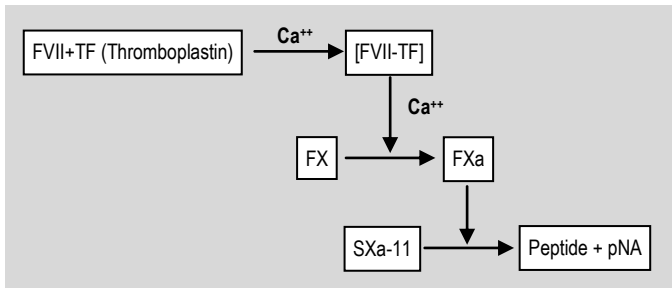 Ca⁺⁺
FVII+TF (Thromboplastin)
[FVII-TF]
Ca⁺⁺
FX
FXa
SXa-11
Peptide + pNA